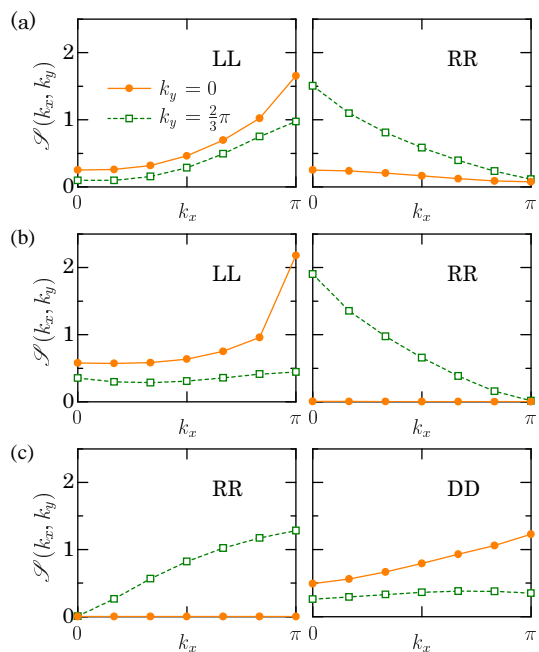 (a)
LL
RR
𝒮(k_x, k_y)
2
1
0
k_y = 0
k_y = 2/3 π
0
k_x
π
0
k_x
π
(b)
LL
RR
𝒮(k_x, k_y)
2
1
0
0
k_x
π
0
k_x
π
(c)
RR
DD
𝒮(k_x, k_y)
2
1
0
0
k_x
π
0
k_x
π